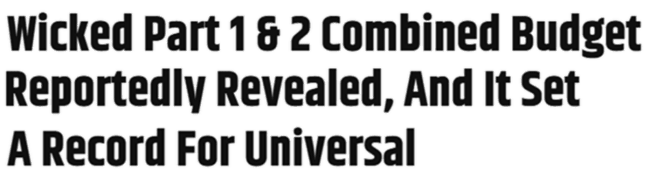 Wicked Part 1 & 2 Combined Budget
Reportedly Revealed, And It Set
A Record For Universal